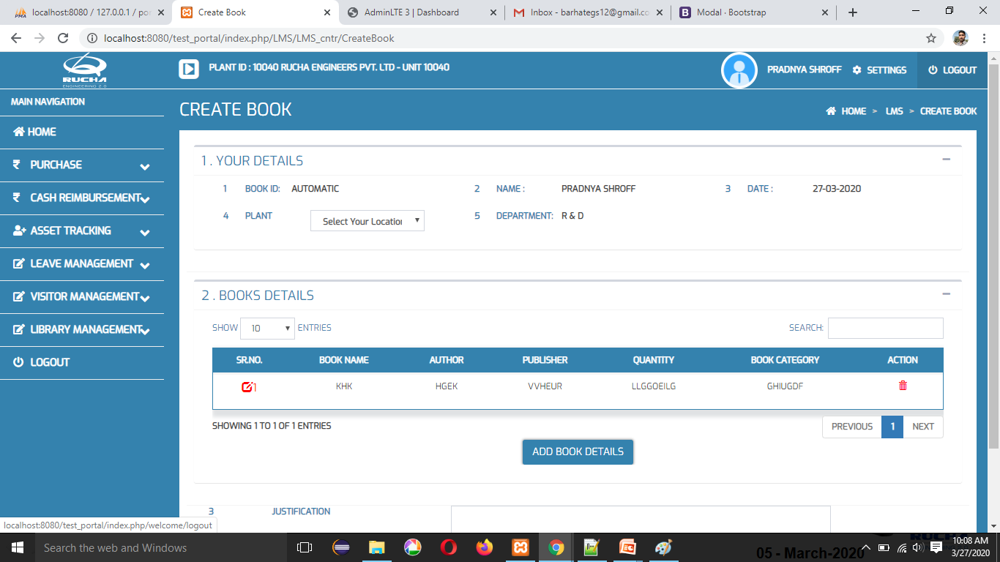 localhost:8080 / 127.0.0.1 / por
Create Book
AdminLTE 3 | Dashboard
Inbox - barhategs12@gmail.co
Modal · Bootstrap
localhost:8080/test_portal/index.php/LMS/LMS_cntr/CreateBook
RUCHA
ENGINEERING 2.0
PLANT ID : 10040 RUCHA ENGINEERS PVT. LTD - UNIT 10040
PRADNYA SHROFF
SETTINGS
LOGOUT
MAIN NAVIGATION
HOME
PURCHASE
CASH REIMBURSEMENT
ASSET TRACKING
LEAVE MANAGEMENT
VISITOR MANAGEMENT
LIBRARY MANAGEMENT
LOGOUT
CREATE BOOK
HOME > LMS > CREATE BOOK
1 . YOUR DETAILS
1 BOOK ID: AUTOMATIC 2 NAME : PRADNYA SHROFF 3 DATE : 27-03-2020
4 PLANT Select Your Location 5 DEPARTMENT: R & D
2 . BOOKS DETAILS
SHOW 10 ENTRIES SEARCH:
SR.NO. BOOK NAME AUTHOR PUBLISHER QUANTITY BOOK CATEGORY ACTION
1 KHK HGEK VVHEUR LLGGOEILG GHIUGDF
SHOWING 1 TO 1 OF 1 ENTRIES
PREVIOUS 1 NEXT
ADD BOOK DETAILS
3 JUSTIFICATION
localhost:8080/test_portal/index.php/welcome/logout
Search the web and Windows
05 - March-2020
10:08 AM
3/27/2020